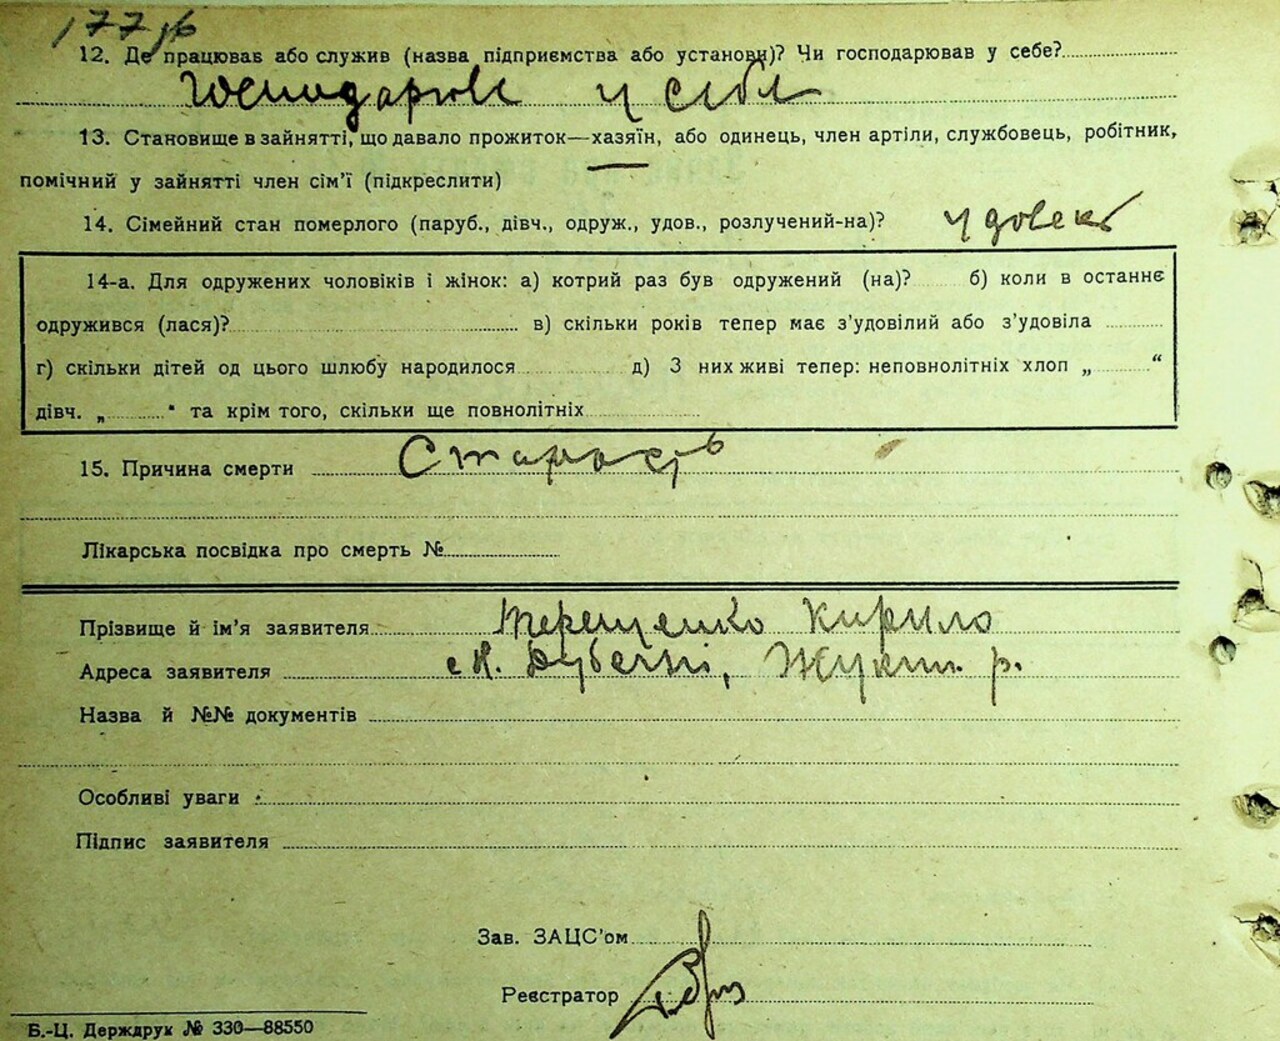 177
12. Де працював або служив (назва підприємства або установи)? Чи господарював у себе?
Господарював у себе
13. Становище в зайнятті, що давало прожиток—хазяїн, або одинець, член артіли, службовець, робітник,
помічний у зайнятті член сім'ї (підкреслити)
14. Сімейний стан померлого (паруб., дівч., одруж., удов., розлучений-на)? удовець
14-а. Для одружених чоловіків і жінок: а) котрий раз був одружений (на)? б) коли в останнє
одружився (лася)? в) скільки років тепер має з'удовілий або з'удовіла
г) скільки дітей од цього шлюбу народилося д) З них живі тепер: неповнолітніх хлоп „ “
дівч. „ “ та крім того, скільки ще повнолітніх
15. Причина смерти Старость
Лікарська посвідка про смерть №
Прізвище й ім'я заявителя Терещенко Кирило
Адреса заявителя с Н. Дубечні, Жукин. р.
Назва й №№ документів
Особливі уваги
Підпис заявителя
Зав. ЗАЦС'ом
Реєстратор
Б.-Ц. Держдрук № 330—88550